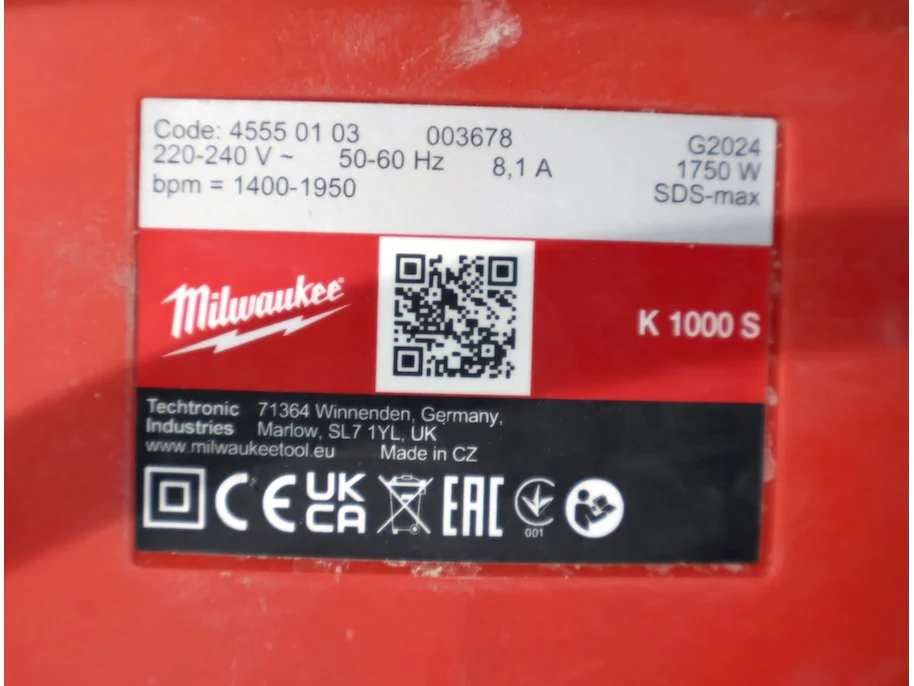 Code: 4555 01 03 003678 G2024
220-240 V ~ 50-60 Hz 8,1 A 1750 W
bpm = 1400-1950 SDS-max
Milwaukee
K 1000 S
Techtronic 71364 Winnenden, Germany,
Industries Marlow, SL7 1YL, UK
www.milwaukeetool.eu Made in CZ
CE UK CA EAC
001